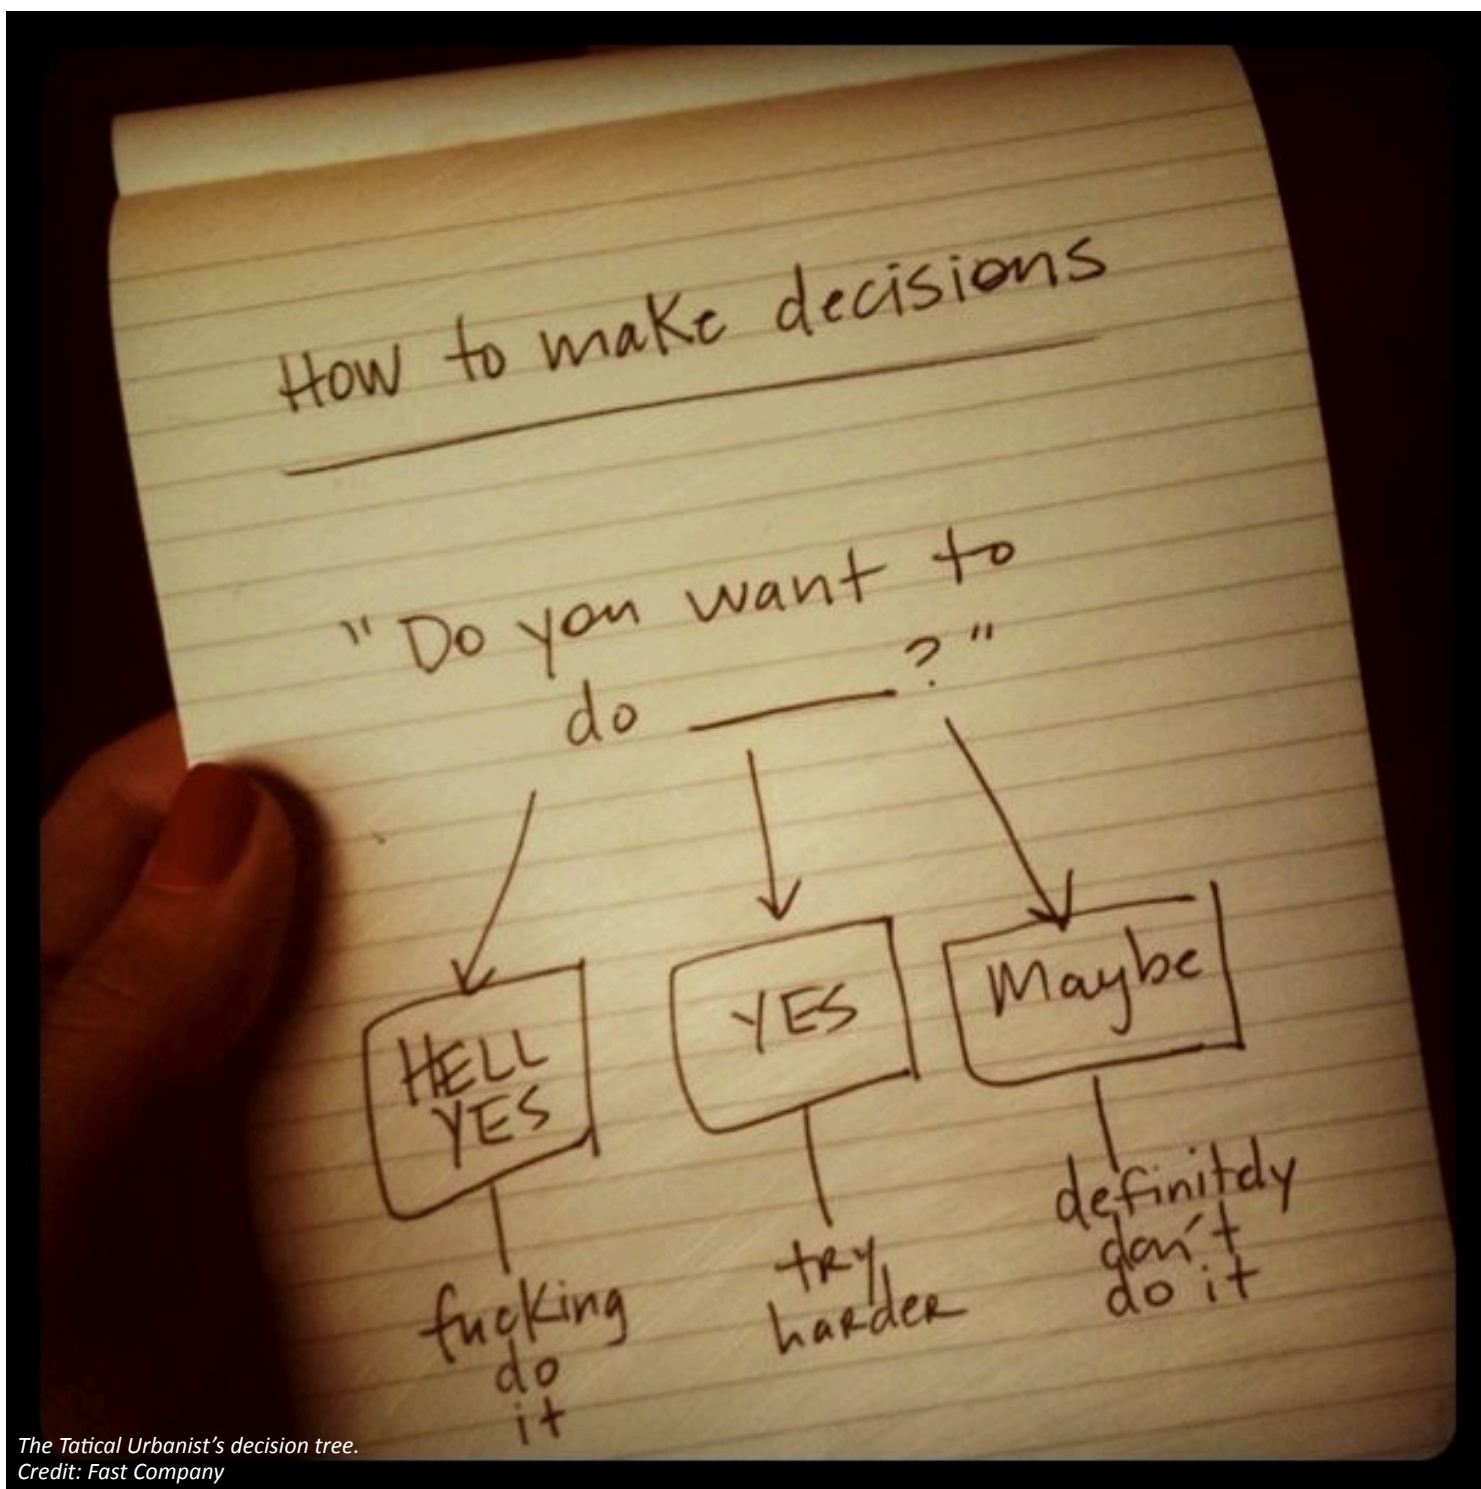 How to make decisions
"Do you want to
do ____?"
HELL
YES
fucking
do
it
YES
try
harder
Maybe
definitely
don't
do it
The Tatical Urbanist's decision tree.
Credit: Fast Company